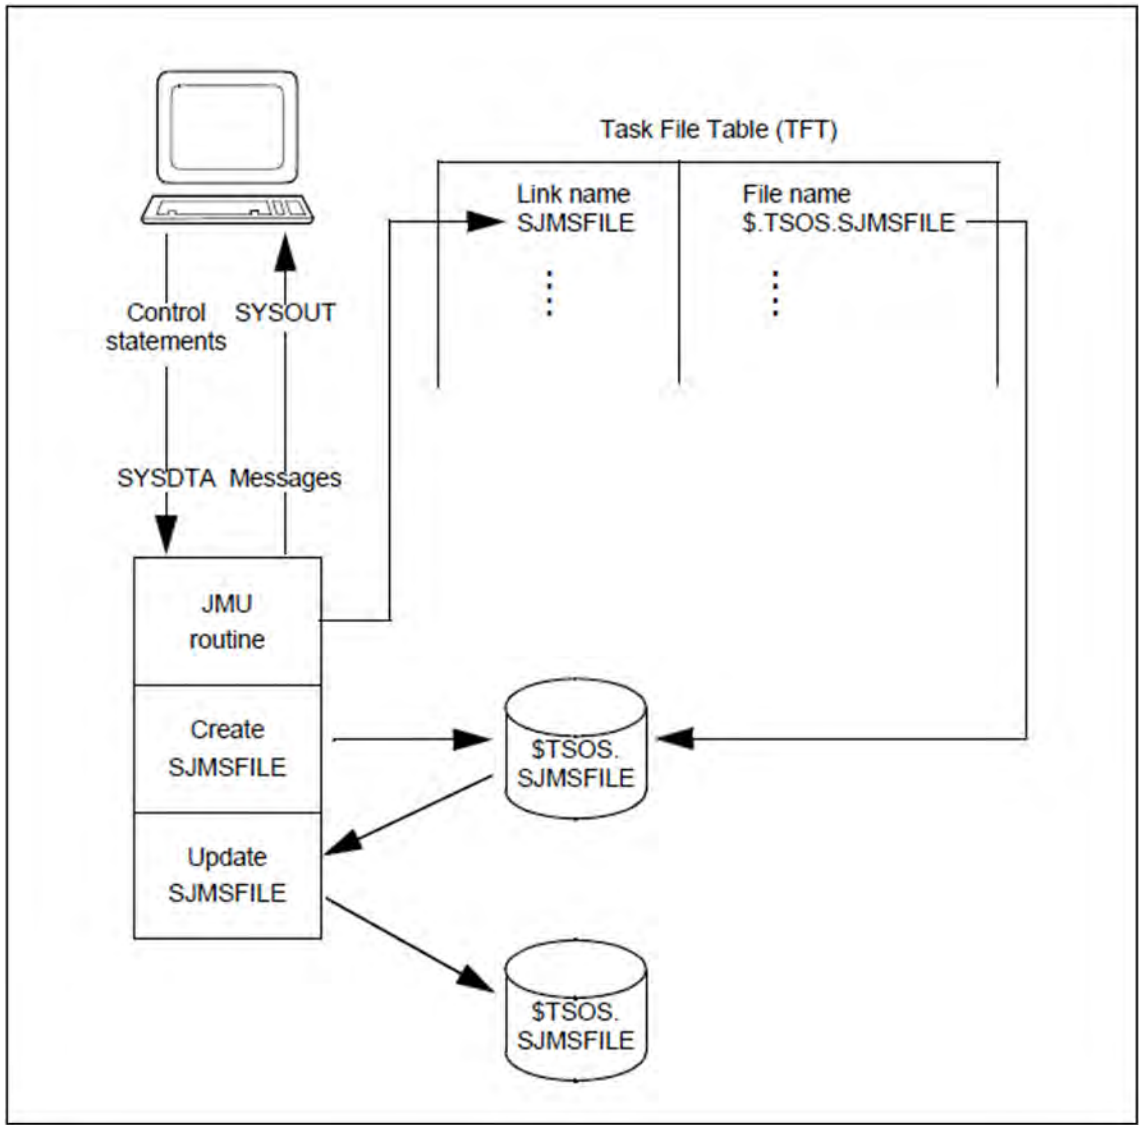 Task File Table (TFT)
Link name
SJMSFILE
File name
$.TSOS.SJMSFILE
Control
statements
SYSOUT
SYSDTA
Messages
JMU
routine
Create
SJMSFILE
$TSOS.
SJMSFILE
Update
SJMSFILE
$TSOS.
SJMSFILE